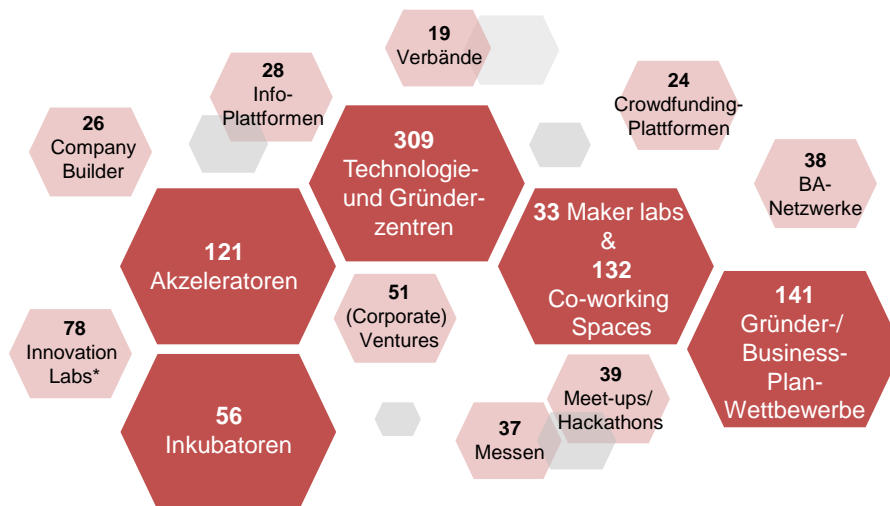 19
Verbände
28
Info-
Plattformen
24
Crowdfunding-
Plattformen
26
Company
Builder
309
Technologie-
und Gründer-
zentren
38
BA-
Netzwerke
33 Maker labs
&
132
Co-working
Spaces
121
Akzeleratoren
51
(Corporate)
Ventures
141
Gründer-/
Business-
Plan-
Wettbewerbe
78
Innovation
Labs*
39
Meet-ups/
Hackathons
56
Inkubatoren
37
Messen